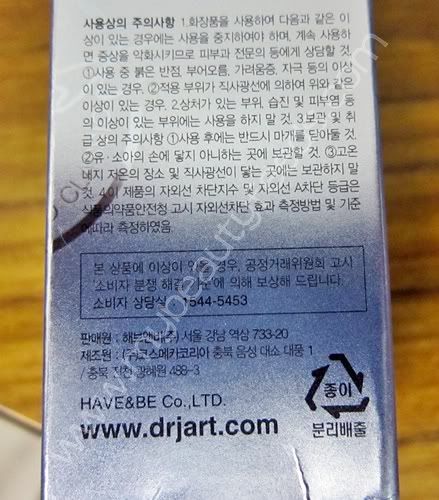 사용상의 주의사항 1.화장품을 사용하여 다음과 같은 이
상이 있는 경우에는 사용을 중지하여야 하며, 계속 사용하
면 증상을 악화시키므로 피부과 전문의 등에게 상담할 것.
①사용 중 붉은 반점, 부어오름, 가려움증, 자극 등의 이상
이 있는 경우, ②적용 부위가 직사광선에 의하여 위와 같은
이상이 있는 경우. 2.상처가 있는 부위, 습진 및 피부염 등
의 이상이 있는 부위에는 사용을 하지 말 것. 3.보관 및 취
급 상의 주의사항 ①사용 후에는 반드시 마개를 닫아둘 것.
②유·소아의 손에 닿지 아니하는 곳에 보관할 것. ③고온
내지 저온의 장소 및 직사광선이 닿는 곳에는 보관하지 말
것. 4.이 제품의 자외선 차단지수 및 자외선 A차단 등급은
식품의약품안전청 고시 자외선차단 효과 측정방법 및 기준
에따라 측정하였음.
본 상품에 이상이 있을 경우, 공정거래위원회 고시
'소비자 분쟁 해결 기준'에 의해 보상해 드립니다.
소비자 상담실 1544-5453
판매원 : 해브앤비(주) 서울 강남 역삼 733-20
제조원 : (주)코스메카코리아 충북 음성 대소 대풍 1
/ 충북 진천 광혜원 488-3
HAVE&BE Co., LTD.
www.drjart.com
종이
분리배출